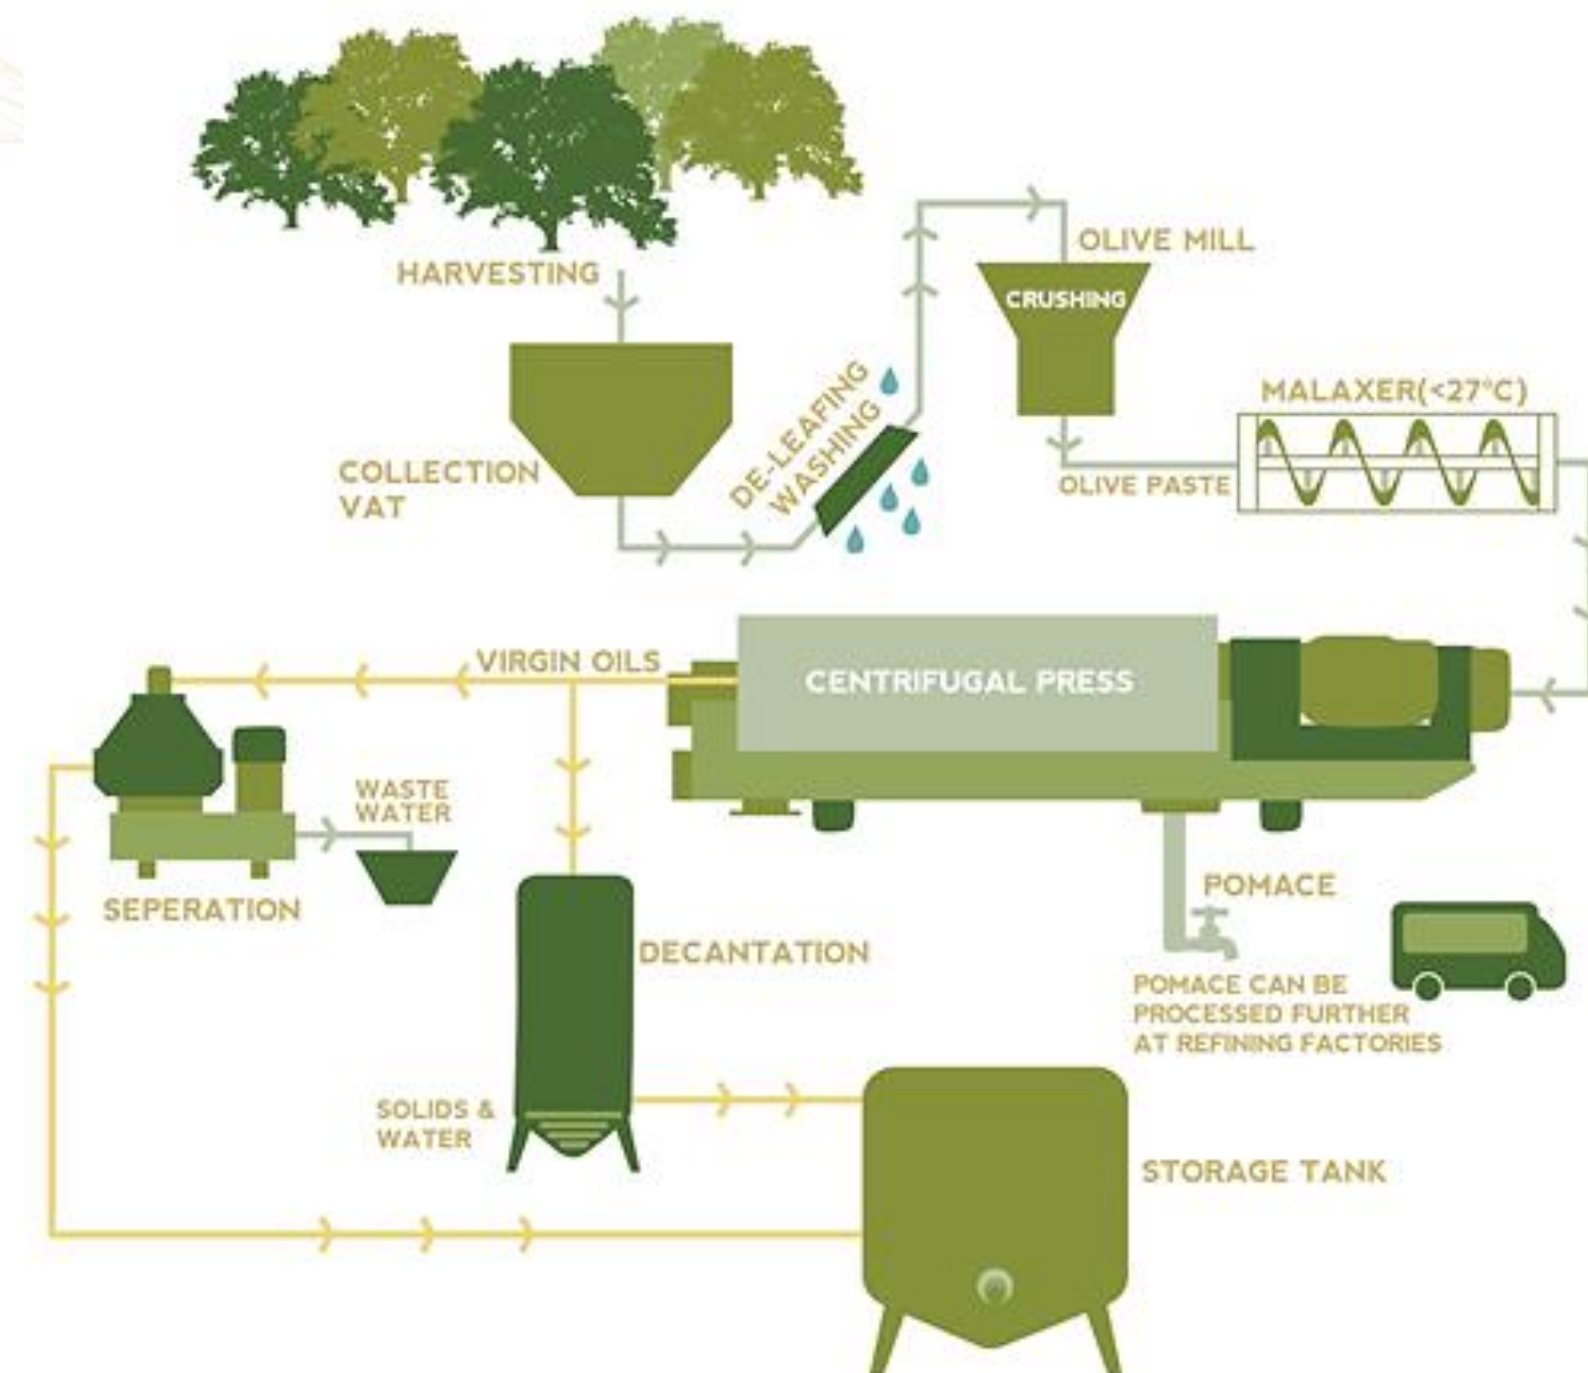 HARVESTING
OLIVE MILL
CRUSHING
COLLECTION
VAT
DE-LEAFING
WASHING
MALAXER(<27°C)
OLIVE PASTE
VIRGIN OILS
CENTRIFUGAL PRESS
WASTE
WATER
SEPERATION
DECANTATION
POMACE
POMACE CAN BE
PROCESSED FURTHER
AT REFINING FACTORIES
SOLIDS &
WATER
STORAGE TANK